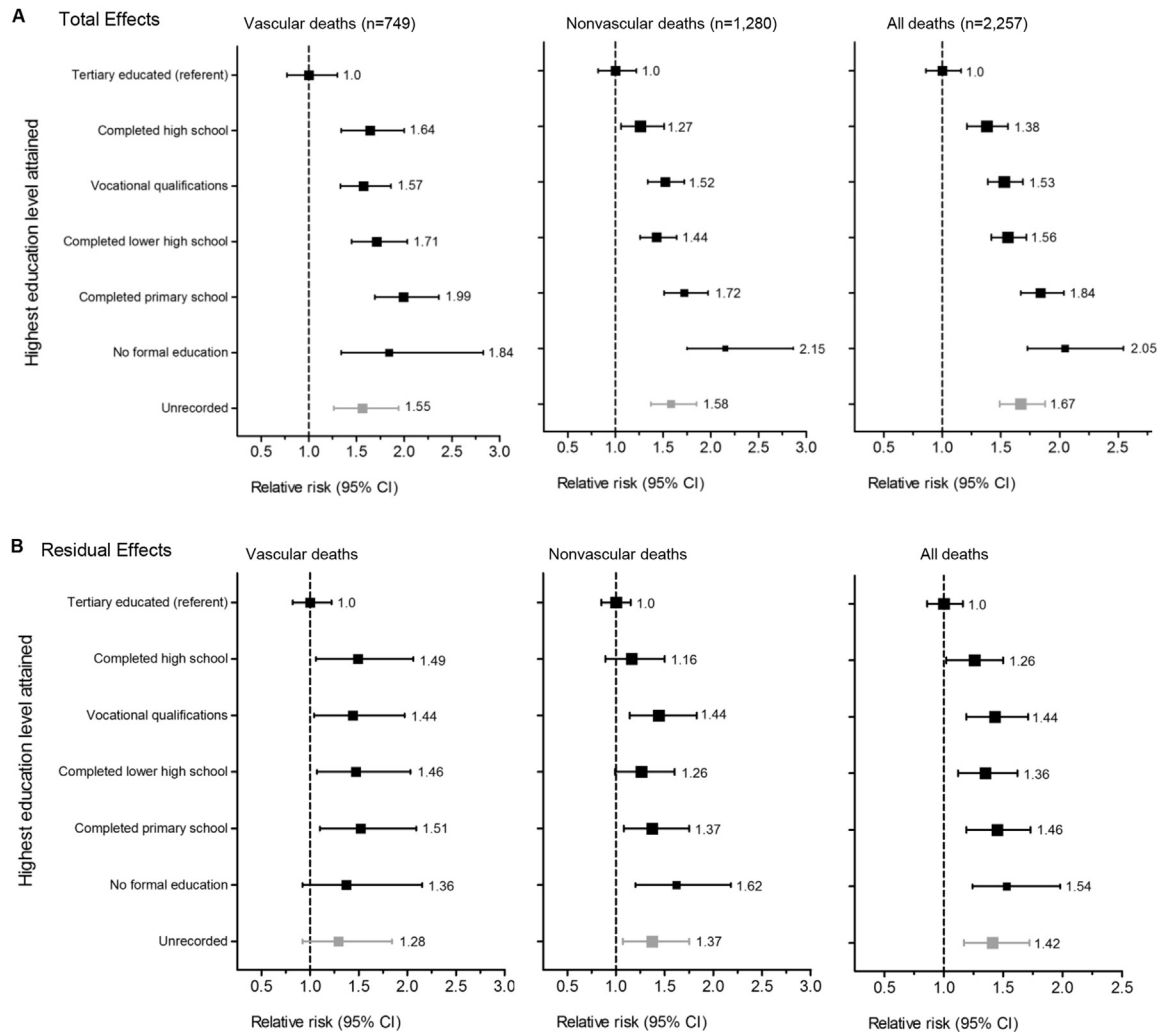 A Total Effects
Vascular deaths (n=749) Nonvascular deaths (n=1,280) All deaths (n=2,257)
Highest education level attained
Tertiary educated (referent) 1.0 1.0 1.0
Completed high school 1.64 1.27 1.38
Vocational qualifications 1.57 1.52 1.53
Completed lower high school 1.71 1.44 1.56
Completed primary school 1.99 1.72 1.84
No formal education 1.84 2.15 2.05
Unrecorded 1.55 1.58 1.67
0.5 1.0 1.5 2.0 2.5 3.0 0.5 1.0 1.5 2.0 2.5 3.0 0.5 1.0 1.5 2.0 2.5
Relative risk (95% CI) Relative risk (95% CI) Relative risk (95% CI)
B Residual Effects
Vascular deaths Nonvascular deaths All deaths
Highest education level attained
Tertiary educated (referent) 1.0 1.0 1.0
Completed high school 1.49 1.16 1.26
Vocational qualifications 1.44 1.44 1.44
Completed lower high school 1.46 1.26 1.36
Completed primary school 1.51 1.37 1.46
No formal education 1.36 1.62 1.54
Unrecorded 1.28 1.37 1.42
0.5 1.0 1.5 2.0 2.5 3.0 0.5 1.0 1.5 2.0 2.5 3.0 0.5 1.0 1.5 2.0 2.5
Relative risk (95% CI) Relative risk (95% CI) Relative risk (95% CI)